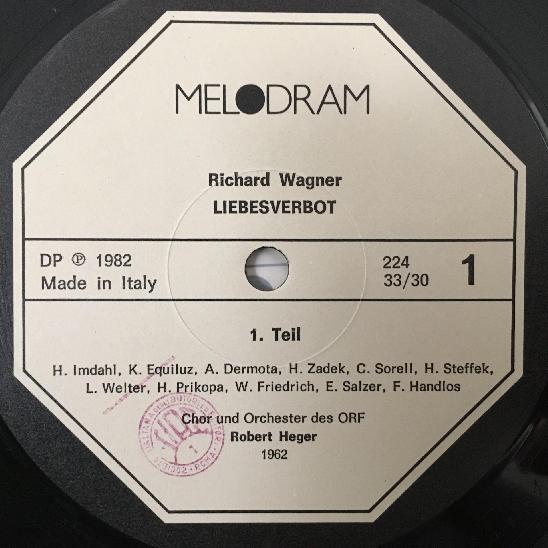 MELODRAM
Richard Wagner
LIEBESVERBOT
DP ℗ 1982
Made in Italy
224
33/30
1
1. Teil
H. Imdahl, K. Equiluz, A. Dermota, H. Zadek, C. Sorell, H. Steffek,
L. Welter, H. Prikopa, W. Friedrich, E. Salzer, F. Handlos
Chor und Orchester des ORF
Robert Heger
1962